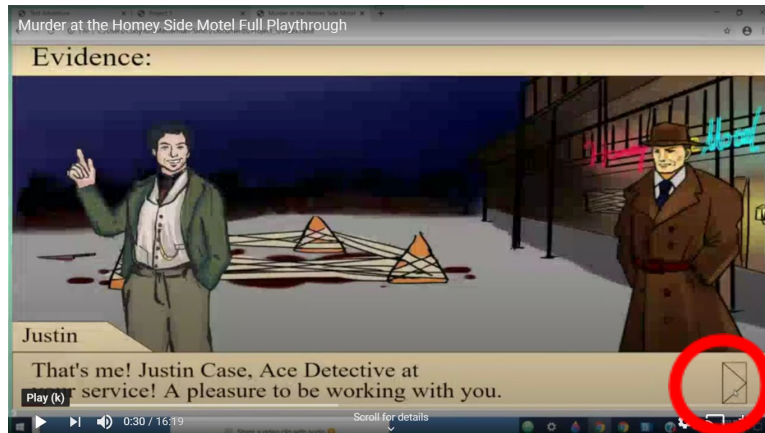 Murder at the Homey Side Motel Full Playthrough
Evidence:
Justin
That's me! Justin Case, Ace Detective at
your service! A pleasure to be working with you.
Play (k)
0:30 / 16:19
Scroll for details